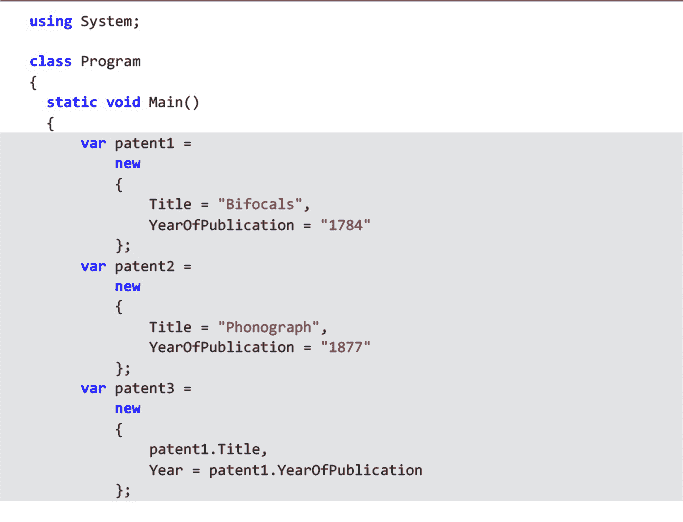 using System;
class Program
{
static void Main()
{
var patent1 =
new
{
Title = "Bifocals",
YearOfPublication = "1784"
};
var patent2 =
new
{
Title = "Phonograph",
YearOfPublication = "1877"
};
var patent3 =
new
{
patent1.Title,
Year = patent1.YearOfPublication
};